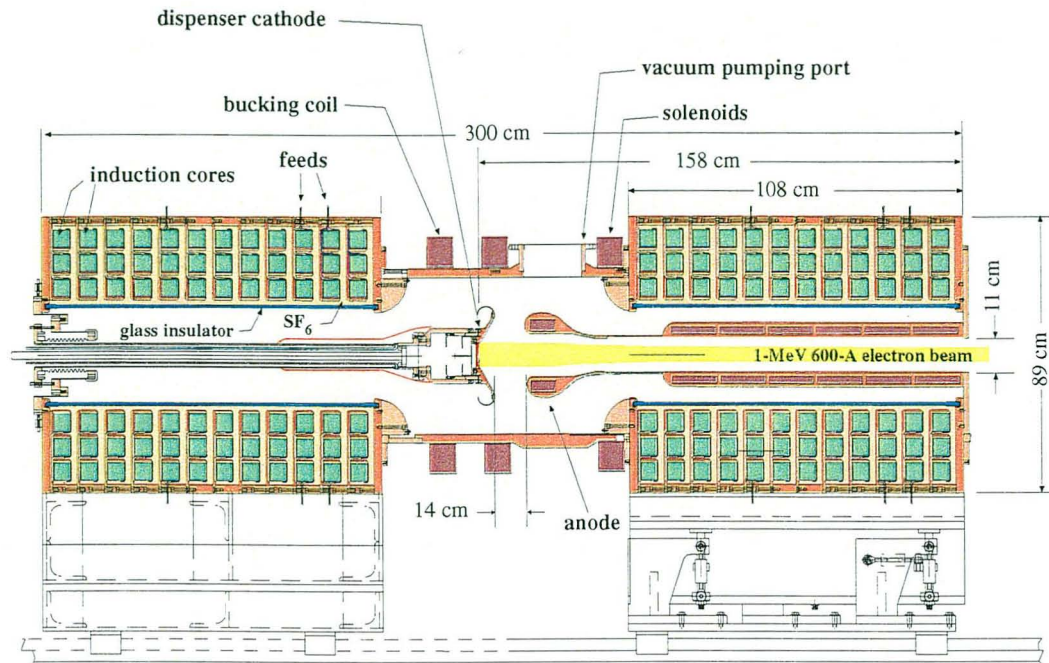 dispenser cathode
vacuum pumping port
bucking coil
solenoids
300 cm
158 cm
feeds
induction cores
108 cm
11 cm
glass insulator
SF6
1-MeV 600-A electron beam
89 cm
14 cm
anode